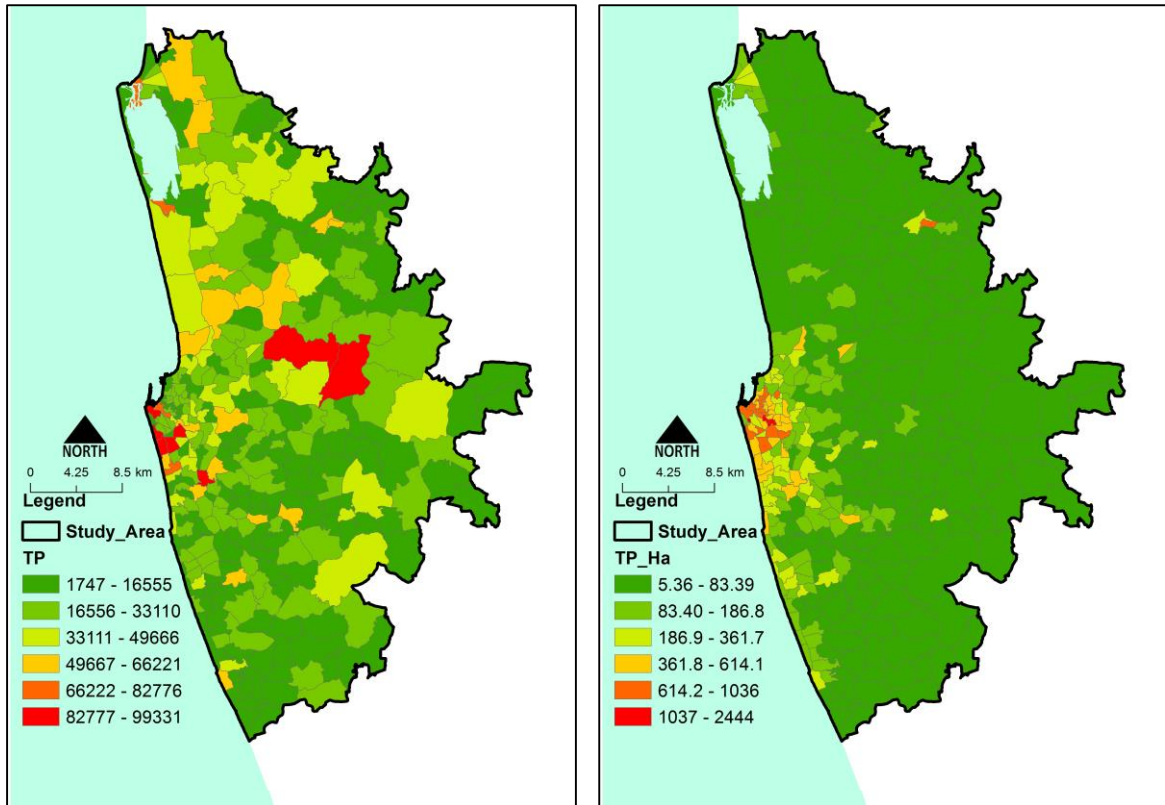 NORTH
0 4.25 8.5 km
Legend
Study_Area
TP
1747 - 16555
16556 - 33110
33111 - 49666
49667 - 66221
66222 - 82776
82777 - 99331
NORTH
0 4.25 8.5 km
Legend
Study_Area
TP_Ha
5.36 - 83.39
83.40 - 186.8
186.9 - 361.7
361.8 - 614.1
614.2 - 1036
1037 - 2444